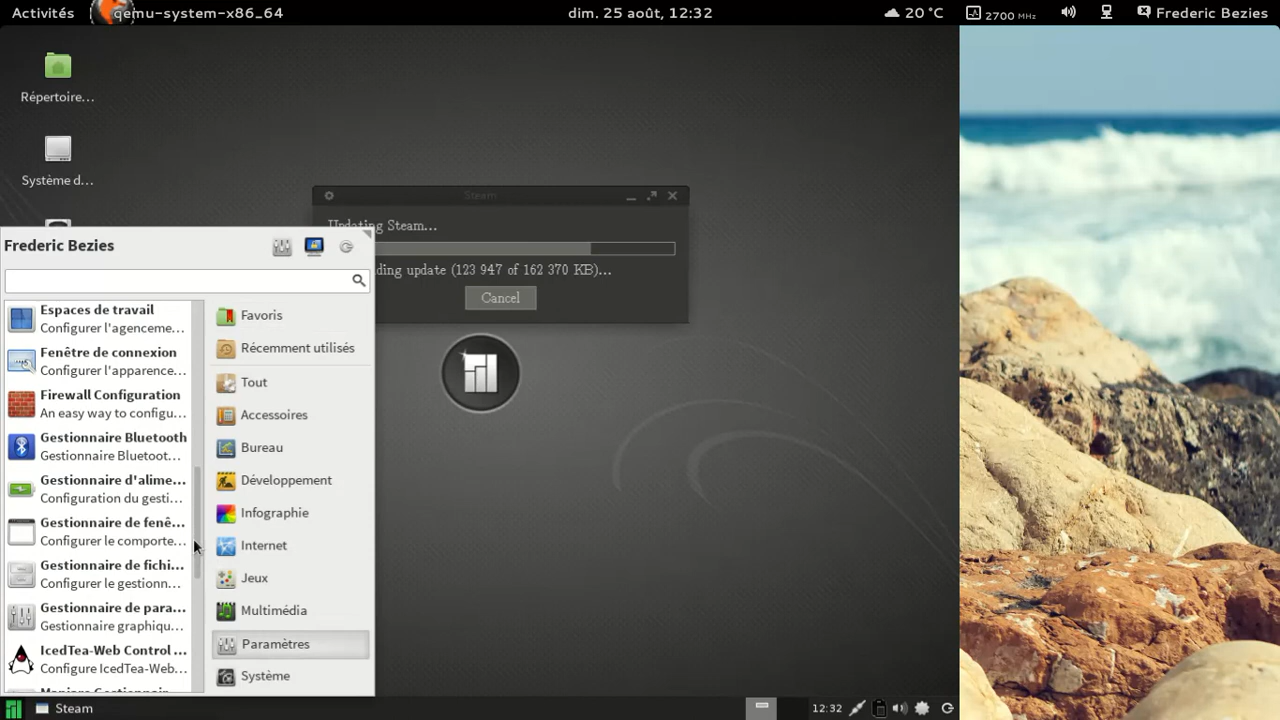 Activités
qemu-system-x86_64
dim. 25 août, 12:32
20 °C
2700 MHz
Frederic Bezies
Répertoire…
Système d…
Steam
Updating Steam...
ding update (123 947 of 162 370 KB)...
Cancel
Frederic Bezies
Espaces de travail
Configurer l'agenceme…
Fenêtre de connexion
Configurer l'apparence…
Firewall Configuration
An easy way to configu…
Gestionnaire Bluetooth
Gestionnaire Bluetoot…
Gestionnaire d'alime…
Configuration du gesti…
Gestionnaire de fenê…
Configurer le comporte…
Gestionnaire de fichi…
Configurer le gestionn…
Gestionnaire de para…
Gestionnaire graphiqu…
IcedTea-Web Control …
Configure IcedTea-Web…
Favoris
Récemment utilisés
Tout
Accessoires
Bureau
Développement
Infographie
Internet
Jeux
Multimédia
Paramètres
Système
Steam
12:32